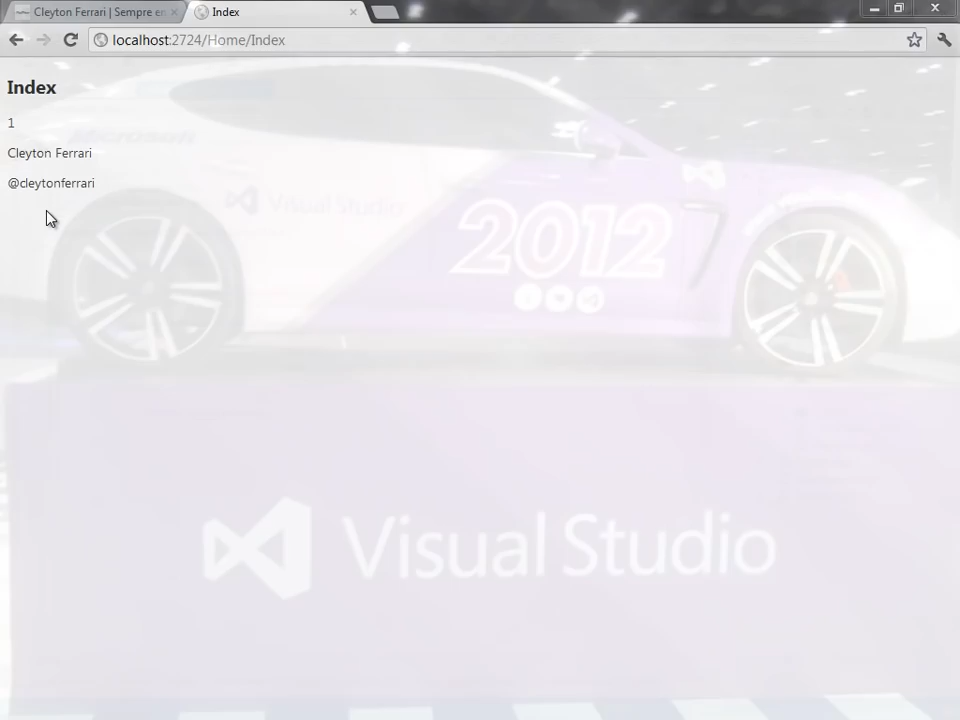 Cleyton Ferrari | Sempre en
Index
localhost:2724/Home/Index
Index
1
Cleyton Ferrari
@cleytonferrari
Microsoft
Visual Studio
2012
Visual Studio